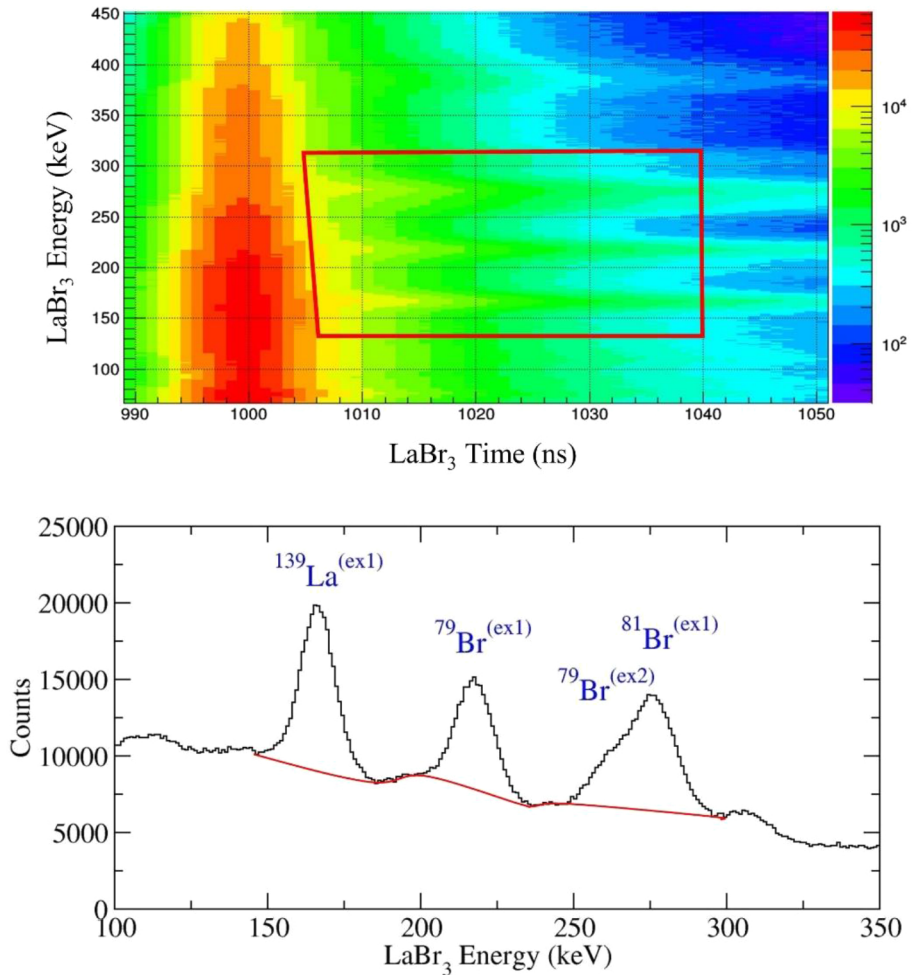 450
400
350
300
250
200
150
100
LaBr₃ Energy (keV)
990 1000 1010 1020 1030 1040 1050
LaBr₃ Time (ns)
10⁴
10³
10²
25000
20000
15000
10000
5000
0
Counts
¹³⁹La⁽ᵉˣ¹⁾
⁷⁹Br⁽ᵉˣ¹⁾
⁸¹Br⁽ᵉˣ¹⁾
⁷⁹Br⁽ᵉˣ²⁾
100 150 200 250 300 350
LaBr₃ Energy (keV)